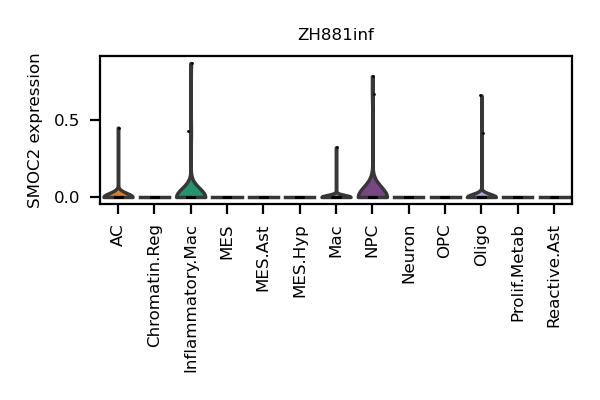 ZH881inf
SMOC2 expression
0.5
0.0
AC
Chromatin.Reg
Inflammatory.Mac
MES
MES.Ast
MES.Hyp
Mac
NPC
Neuron
OPC
Oligo
Prolif.Metab
Reactive.Ast